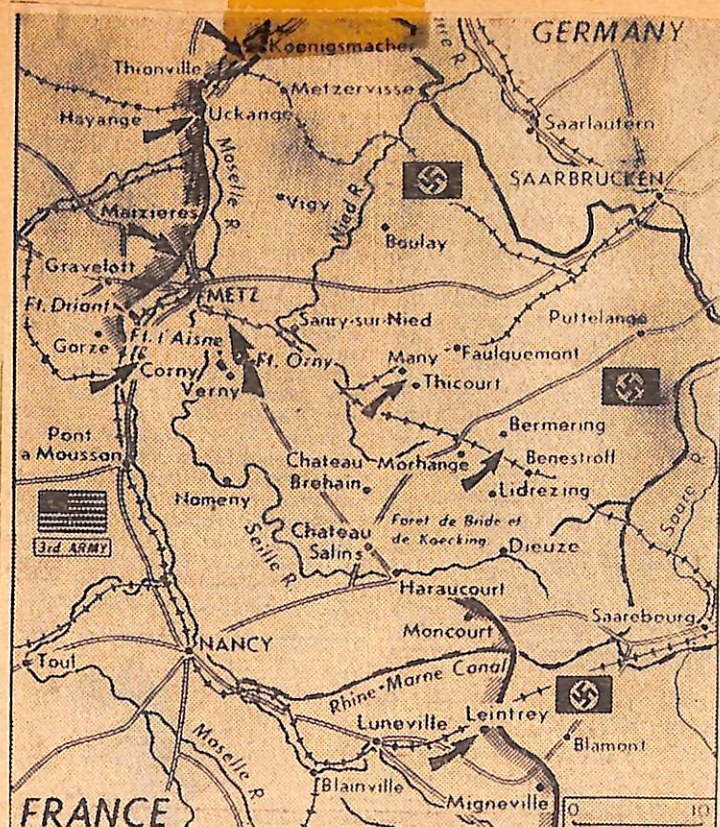 GERMANY
Koenigsmacher
Thionville
Metzervisse
Hayange
Uckange
Saarlautern
Moselle R.
SAARBRUCKEN
Maizieres
Vigy
Nied R.
Boulay
Gravelott
METZ
Ft. Driant
Sanry-sur-Nied
Puttelange
Ft. l'Aisne
Gorze
Ft. Orny
Many
Faulquemont
Corny
Verny
Thicourt
Pont
a Mousson
Bermering
Chateau
Brehain
Morhange
Benestroff
Nomeny
Lidrezing
Sarre R.
3rd ARMY
Seille R.
Chateau
Salins
Foret de Bride et
de Koecking
Dieuze
Haraucourt
Moncourt
Saarebourg
NANCY
Toul
Rhine-Marne Canal
Luneville
Leintrey
Moselle R.
Blamont
Blainville
Migneville
FRANCE
0 10